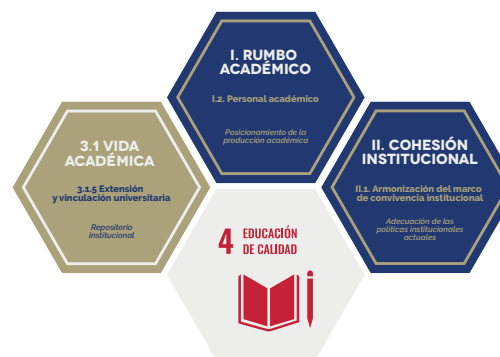 I. RUMBO
ACADÉMICO
I.2. Personal académico
Posicionamiento de la
producción académica
3.1 VIDA
ACADÉMICA
3.1.5 Extensión
y vinculación universitaria
Repositorio
institucional
II. COHESIÓN
INSTITUCIONAL
II.1. Armonización del marco
de convivencia institucional
Adecuación de las
políticas institucionales
actuales
4 EDUCACIÓN
DE CALIDAD